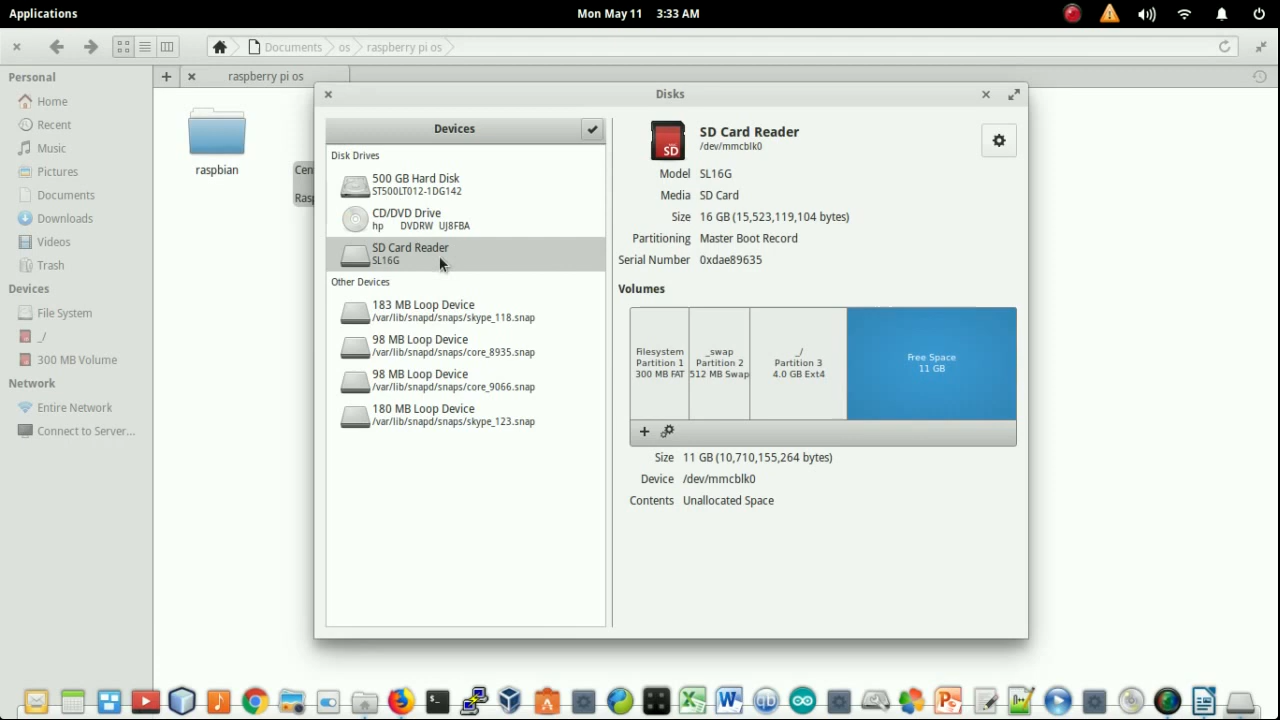 Applications
Mon May 11 3:33 AM
Documents os raspberry pi os
Personal
Home
Recent
Music
Pictures
Documents
Downloads
Videos
Trash
Devices
File System
_/
300 MB Volume
Network
Entire Network
Connect to Server...
raspberry pi os
raspbian
Cen
Rasp
Disks
Devices
Disk Drives
500 GB Hard Disk
ST500LT012-1DG142
CD/DVD Drive
hp DVDRW UJ8FBA
SD Card Reader
SL16G
Other Devices
183 MB Loop Device
/var/lib/snapd/snaps/skype_118.snap
98 MB Loop Device
/var/lib/snapd/snaps/core_8935.snap
98 MB Loop Device
/var/lib/snapd/snaps/core_9066.snap
180 MB Loop Device
/var/lib/snapd/snaps/skype_123.snap
SD
SD Card Reader
/dev/mmcblk0
Model SL16G
Media SD Card
Size 16 GB (15,523,119,104 bytes)
Partitioning Master Boot Record
Serial Number 0xdae89635
Volumes
Filesystem
Partition 1
300 MB FAT
_swap
Partition 2
512 MB Swap
_/
Partition 3
4.0 GB Ext4
Free Space
11 GB
Size 11 GB (10,710,155,264 bytes)
Device /dev/mmcblk0
Contents Unallocated Space